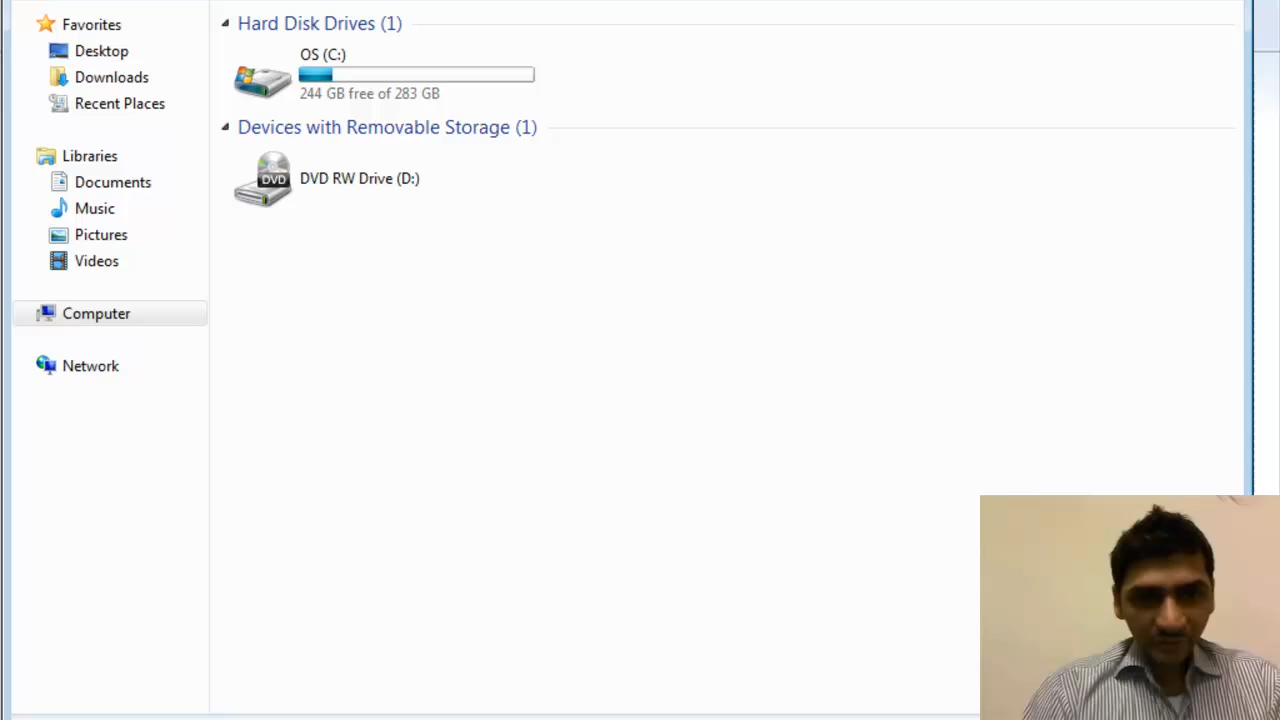 Favorites
Desktop
Downloads
Recent Places
Libraries
Documents
Music
Pictures
Videos
Computer
Network
Hard Disk Drives (1)
OS (C:)
244 GB free of 283 GB
Devices with Removable Storage (1)
DVD
DVD RW Drive (D:)